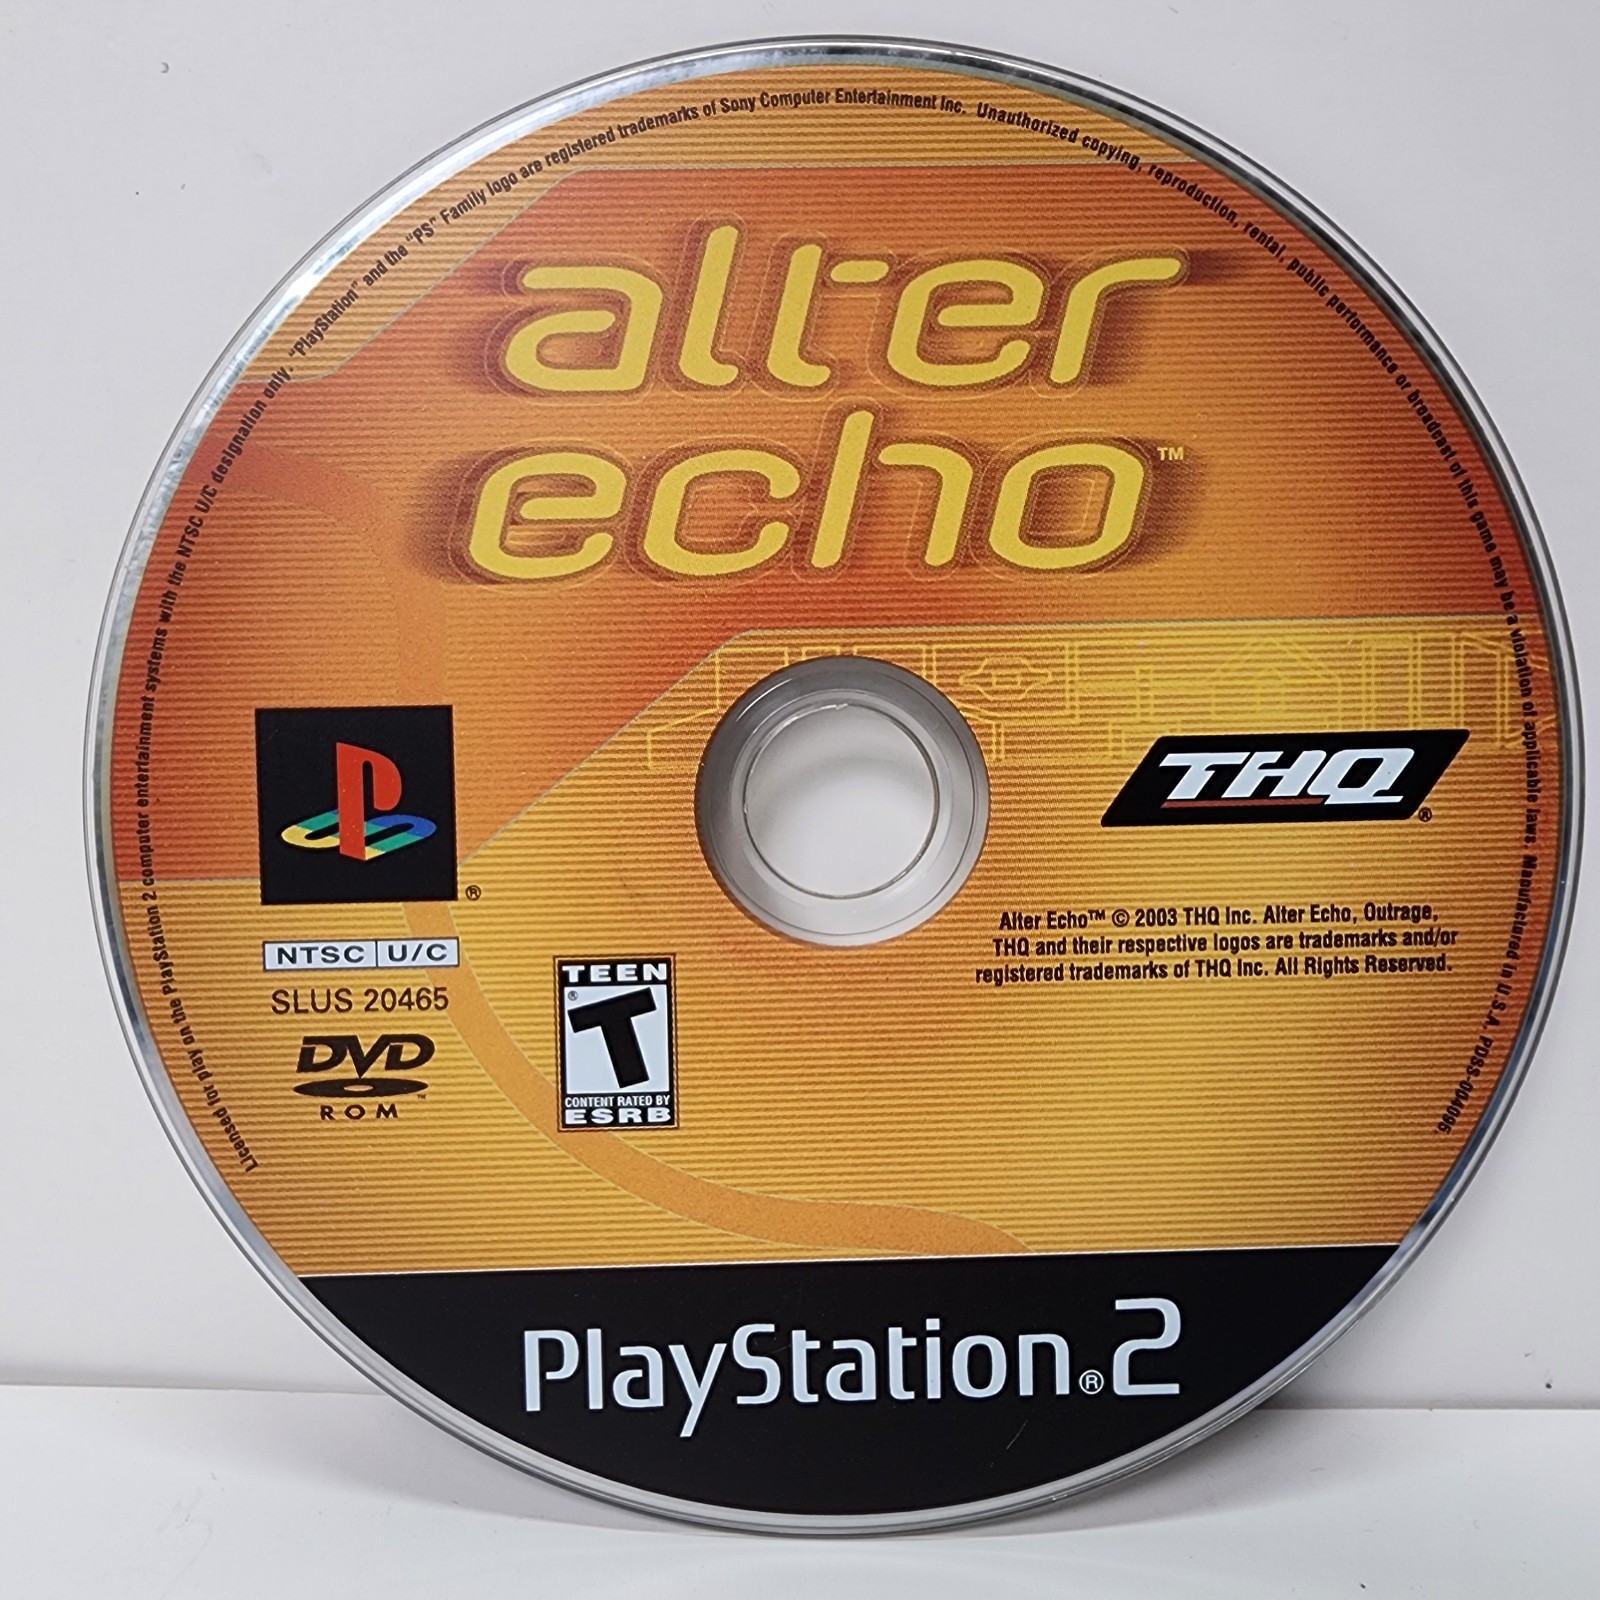 alter
echo™
THQ®
®
NTSC U/C
SLUS 20465
DVD™
ROM
TEEN
®
T
CONTENT RATED BY
ESRB
Alter Echo™ © 2003 THQ Inc. Alter Echo, Outrage,
THQ and their respective logos are trademarks and/or
registered trademarks of THQ Inc. All Rights Reserved.
PlayStation®2
Licensed for play on the PlayStation 2 computer entertainment systems with the NTSC U/C designation only. "PlayStation" and the "PS" Family logo are registered trademarks of Sony Computer Entertainment Inc. Unauthorized copying, reproduction, rental, public performance or broadcast of this game may be a violation of applicable laws. Manufactured in U.S.A. PDSS-004096.